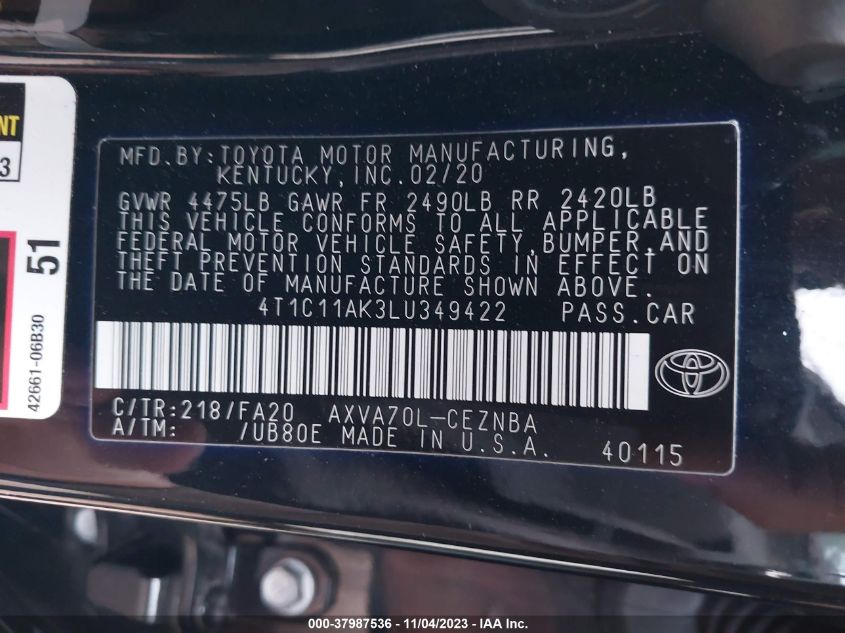 NT
3
51
42661-06B30
MFD.BY:TOYOTA MOTOR MANUFACTURING,
KENTUCKY,INC.02/20
GVWR 4475LB GAWR FR 2490LB RR 2420LB
THIS VEHICLE CONFORMS TO ALL APPLICABLE
FEDERAL MOTOR VEHICLE SAFETY,BUMPER,AND
THEFT PREVENTION STANDARDS IN EFFECT ON
THE DATE OF MANUFACTURE SHOWN ABOVE.
4T1C11AK3LU349422 PASS.CAR
C/TR:218/FA20 AXVA70L-CEZNBA
A/TM: /UB80E MADE IN U.S.A.
40115
000-37987536 - 11/04/2023 - IAA Inc.